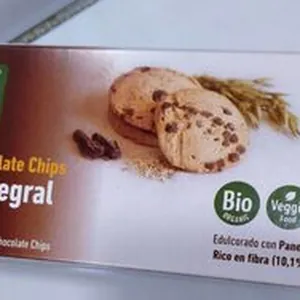 late Chips
egral
Bio
ORGANIC
Veggie
Food
hocolate Chips
Edulcorado con Pane
Rico en fibra (10,1%